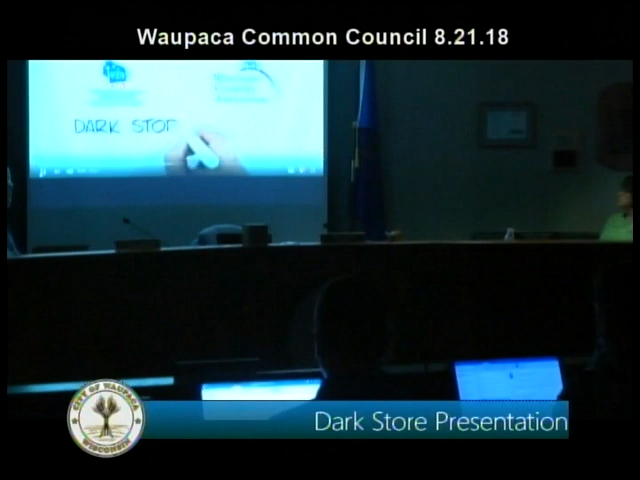 Waupaca Common Council 8.21.18
DARK STOR
CITY OF WAUPACA
WISCONSIN
Dark Store Presentation